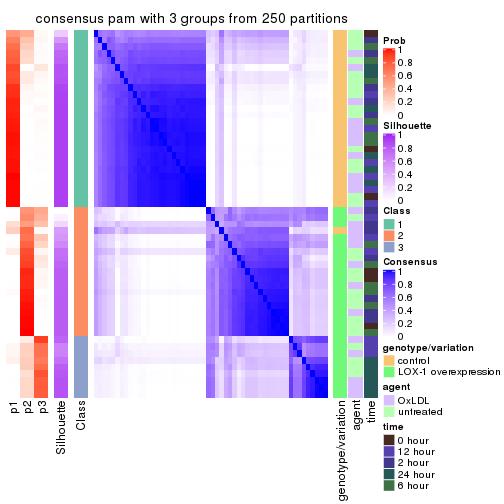 consensus pam with 3 groups from 250 partitions
p1
p2
p3
Silhouette
Class
genotype/variation
agent
time
Prob
1
0.8
0.6
0.4
0.2
0
Silhouette
1
0.8
0.6
0.4
0.2
0
Class
1
2
3
Consensus
1
0.8
0.6
0.4
0.2
0
genotype/variation
control
LOX-1 overexpression
agent
OxLDL
untreated
time
0 hour
12 hour
2 hour
24 hour
6 hour